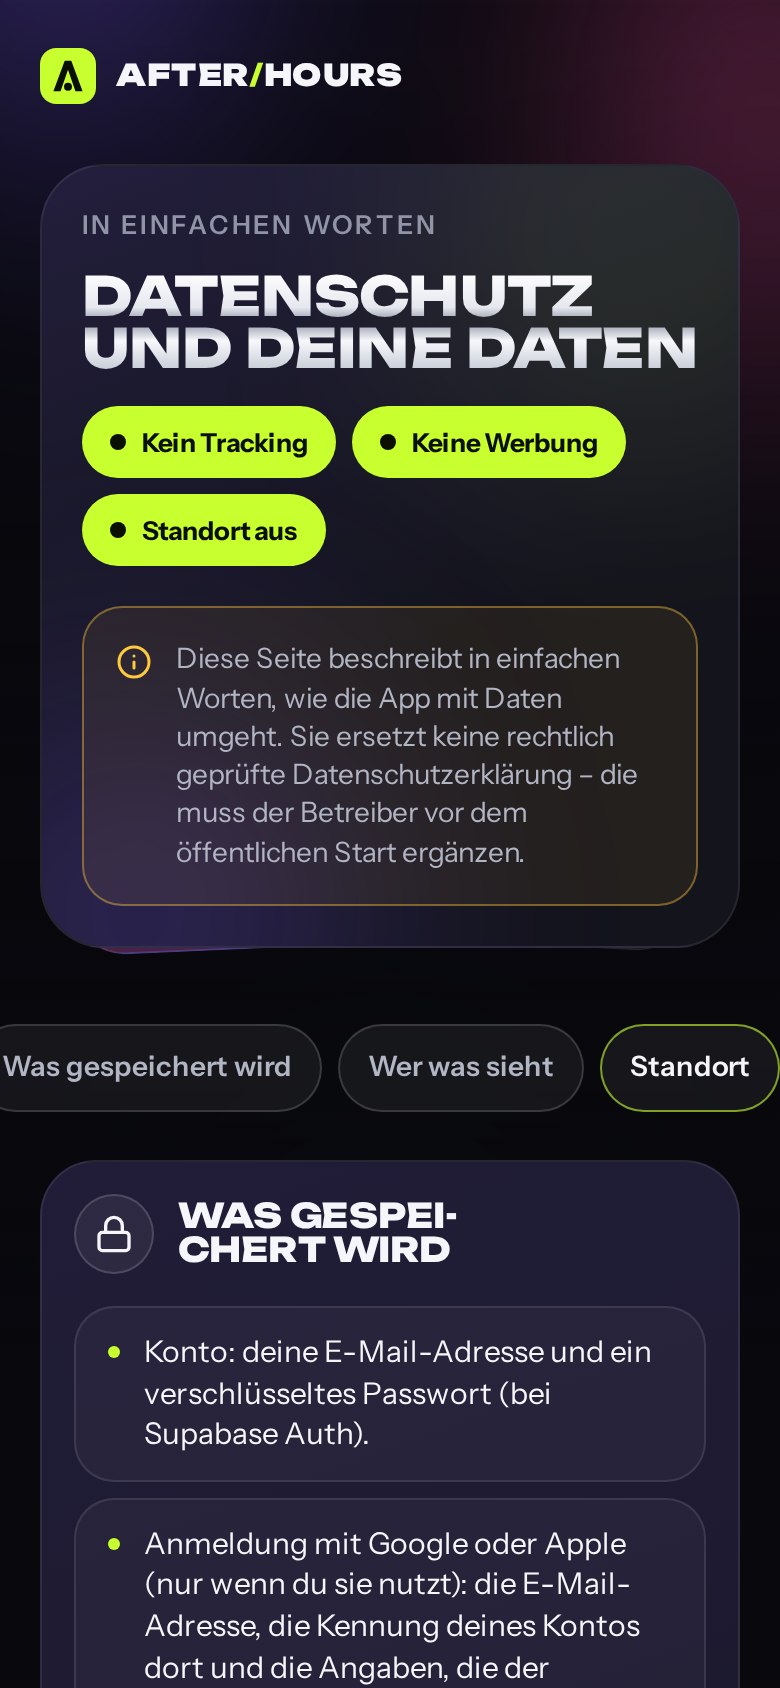 AFTER/HOURS
IN EINFACHEN WORTEN
DATENSCHUTZ
UND DEINE DATEN
Kein Tracking
Keine Werbung
Standort aus
Diese Seite beschreibt in einfachen
Worten, wie die App mit Daten
umgeht. Sie ersetzt keine rechtlich
geprüfte Datenschutzerklärung – die
muss der Betreiber vor dem
öffentlichen Start ergänzen.
Was gespeichert wird
Wer was sieht
Standort
WAS GESPEI-
CHERT WIRD
Konto: deine E-Mail-Adresse und ein
verschlüsseltes Passwort (bei
Supabase Auth).
Anmeldung mit Google oder Apple
(nur wenn du sie nutzt): die E-Mail-
Adresse, die Kennung deines Kontos
dort und die Angaben, die der